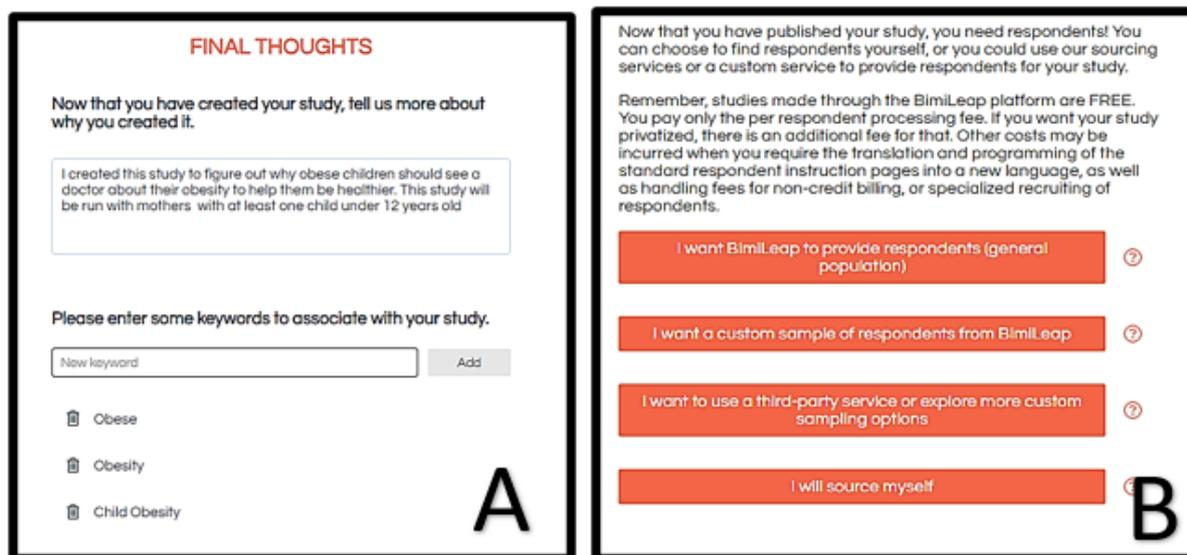 FINAL THOUGHTS
Now that you have created your study, tell us more about
why you created it.
I created this study to figure out why obese children should see a
doctor about their obesity to help them be healthier. This study will
be run with mothers with at least one child under 12 years old
Please enter some keywords to associate with your study.
New keyword
Add
Obese
Obesity
Child Obesity
A
Now that you have published your study, you need respondents! You
can choose to find respondents yourself, or you could use our sourcing
services or a custom service to provide respondents for your study.
Remember, studies made through the BimiLeap platform are FREE.
You pay only the per respondent processing fee. If you want your study
privatized, there is an additional fee for that. Other costs may be
incurred when you require the translation and programming of the
standard respondent instruction pages into a new language, as well
as handling fees for non-credit billing, or specialized recruiting of
respondents.
I want BimiLeap to provide respondents (general
population)
?
I want a custom sample of respondents from BimiLeap
?
I want to use a third-party service or explore more custom
sampling options
?
I will source myself
?
B